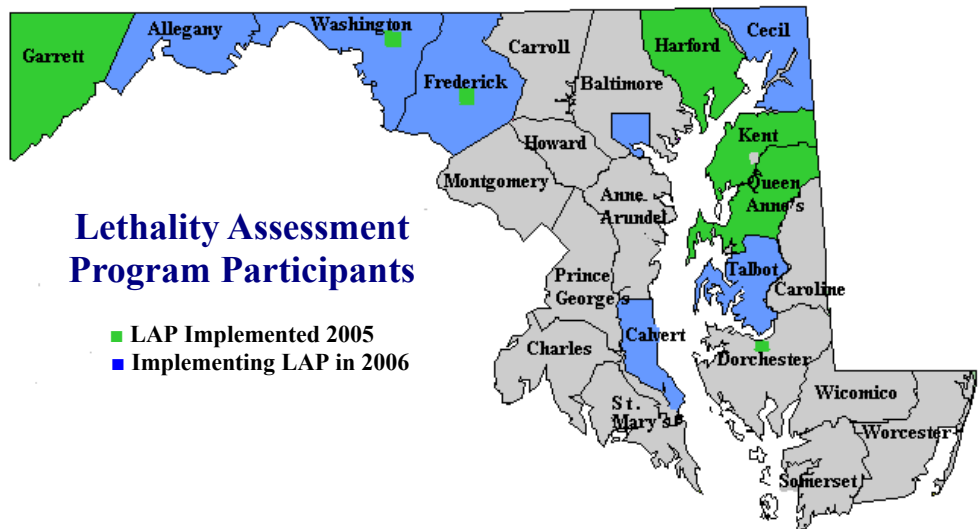 Garrett
Allegany
Washington
Frederick
Carroll
Baltimore
Harford
Cecil
Howard
Montgomery
Anne
Arundel
Kent
Queen
Anne's
Talbot
Caroline
Prince
George's
Calvert
Charles
St.
Mary's
Dorchester
Wicomico
Worcester
Somerset
Lethality Assessment
Program Participants
LAP Implemented 2005
Implementing LAP in 2006